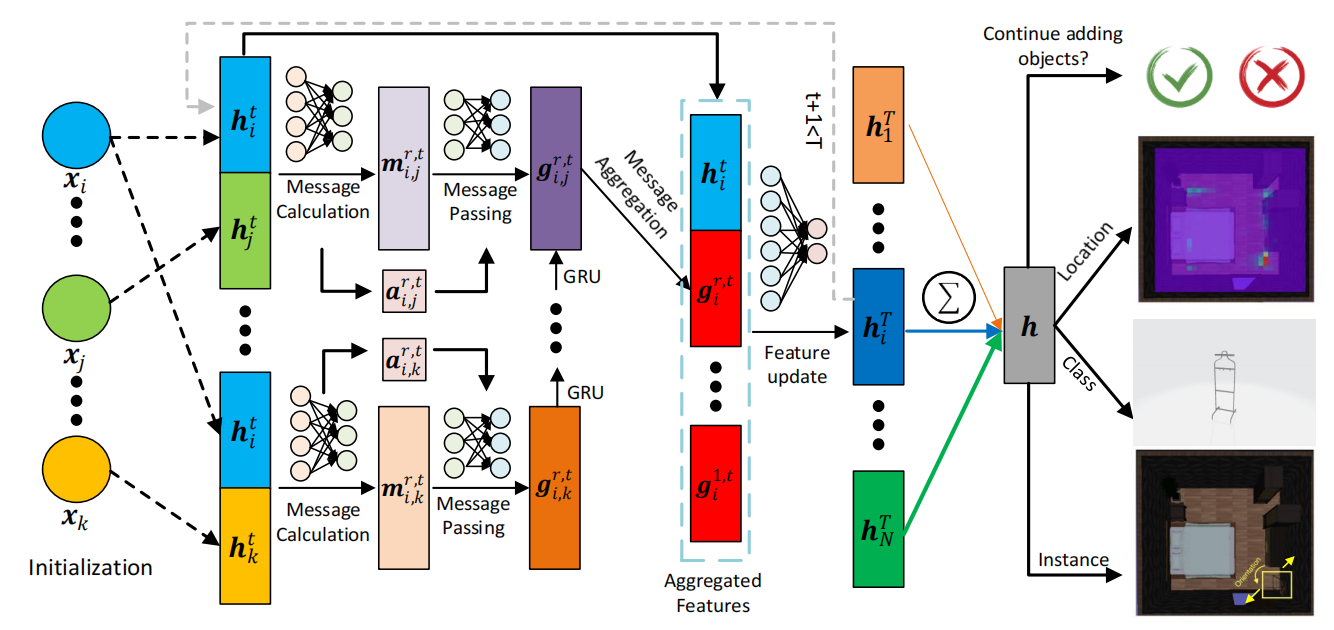 Continue adding
objects?
t+1<T
h_i^t
h_j^t
h_i^t
h_k^t
x_i
x_j
x_k
Initialization
Message
Calculation
m_{i,j}^{r,t}
Message
Passing
g_{i,j}^{r,t}
a_{i,j}^{r,t}
a_{i,k}^{r,t}
GRU
GRU
Message
Calculation
m_{i,k}^{r,t}
Message
Passing
g_{i,k}^{r,t}
Message
Aggregation
h_i^t
g_i^{r,t}
g_i^{1,t}
Aggregated
Features
Feature
update
h_1^T
h_i^T
h_N^T
∑
h
Location
Class
Instance
Orientation